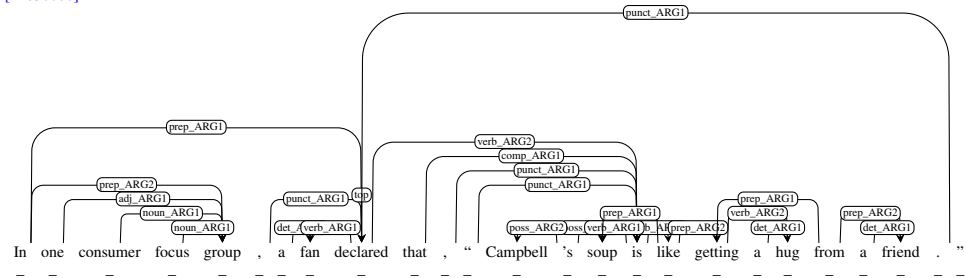 punct_ARG1
prep_ARG1
verb_ARG2
comp_ARG1
punct_ARG1
prep_ARG2
punct_ARG1
adj_ARG1
punct_ARG1
top
prep_ARG1
noun_ARG1
prep_ARG1
verb_ARG2
prep_ARG2
noun_ARG1
det_A
verb_ARG1
poss_ARG2
oss
verb_ARG1
prep_ARG2
det_ARG1
det_ARG1
In one consumer focus group , a fan declared that , “ Campbell 's soup is like getting a hug from a friend . ”